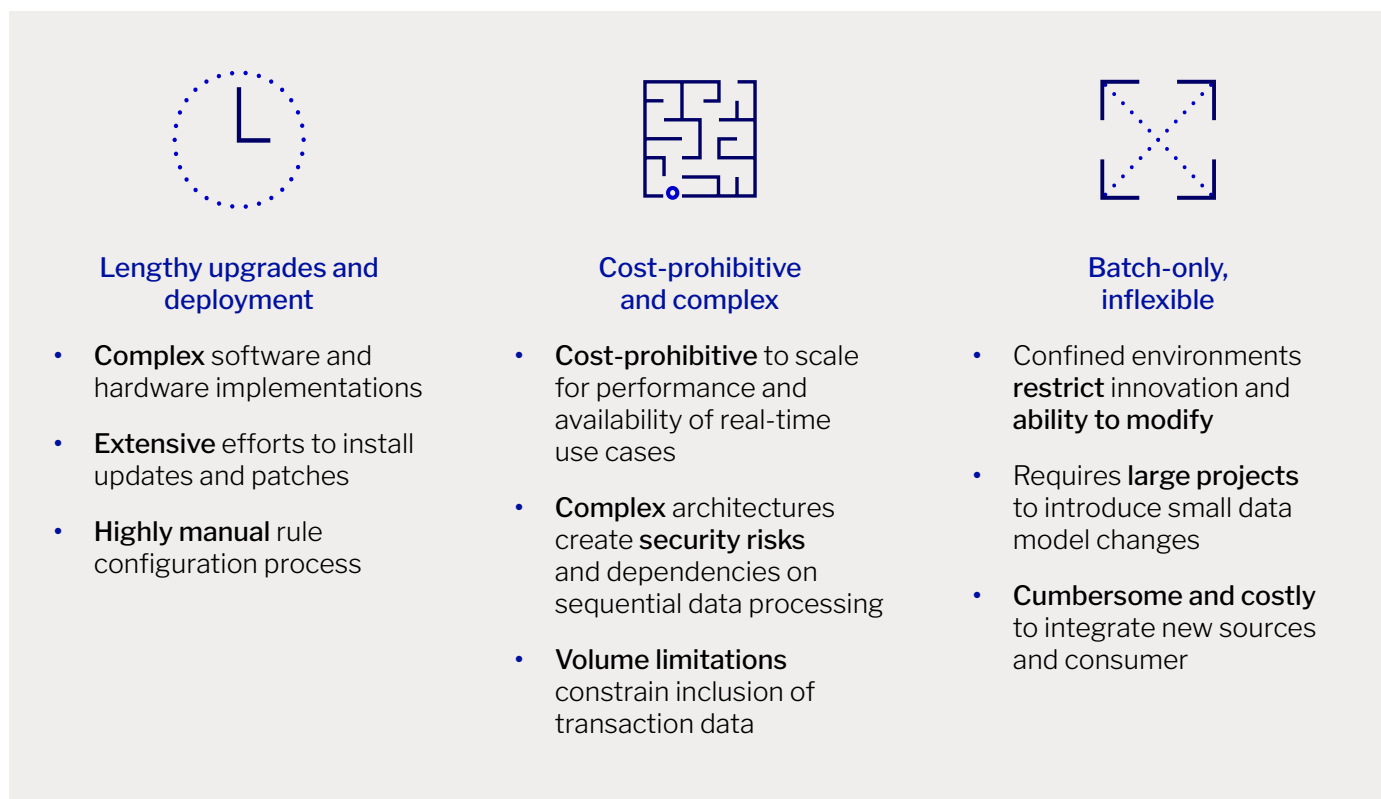 Lengthy upgrades and
deployment
• Complex software and
hardware implementations
• Extensive efforts to install
updates and patches
• Highly manual rule
configuration process
Cost-prohibitive
and complex
• Cost-prohibitive to scale
for performance and
availability of real-time
use cases
• Complex architectures
create security risks
and dependencies on
sequential data processing
• Volume limitations
constrain inclusion of
transaction data
Batch-only,
inflexible
• Confined environments
restrict innovation and
ability to modify
• Requires large projects
to introduce small data
model changes
• Cumbersome and costly
to integrate new sources
and consumer